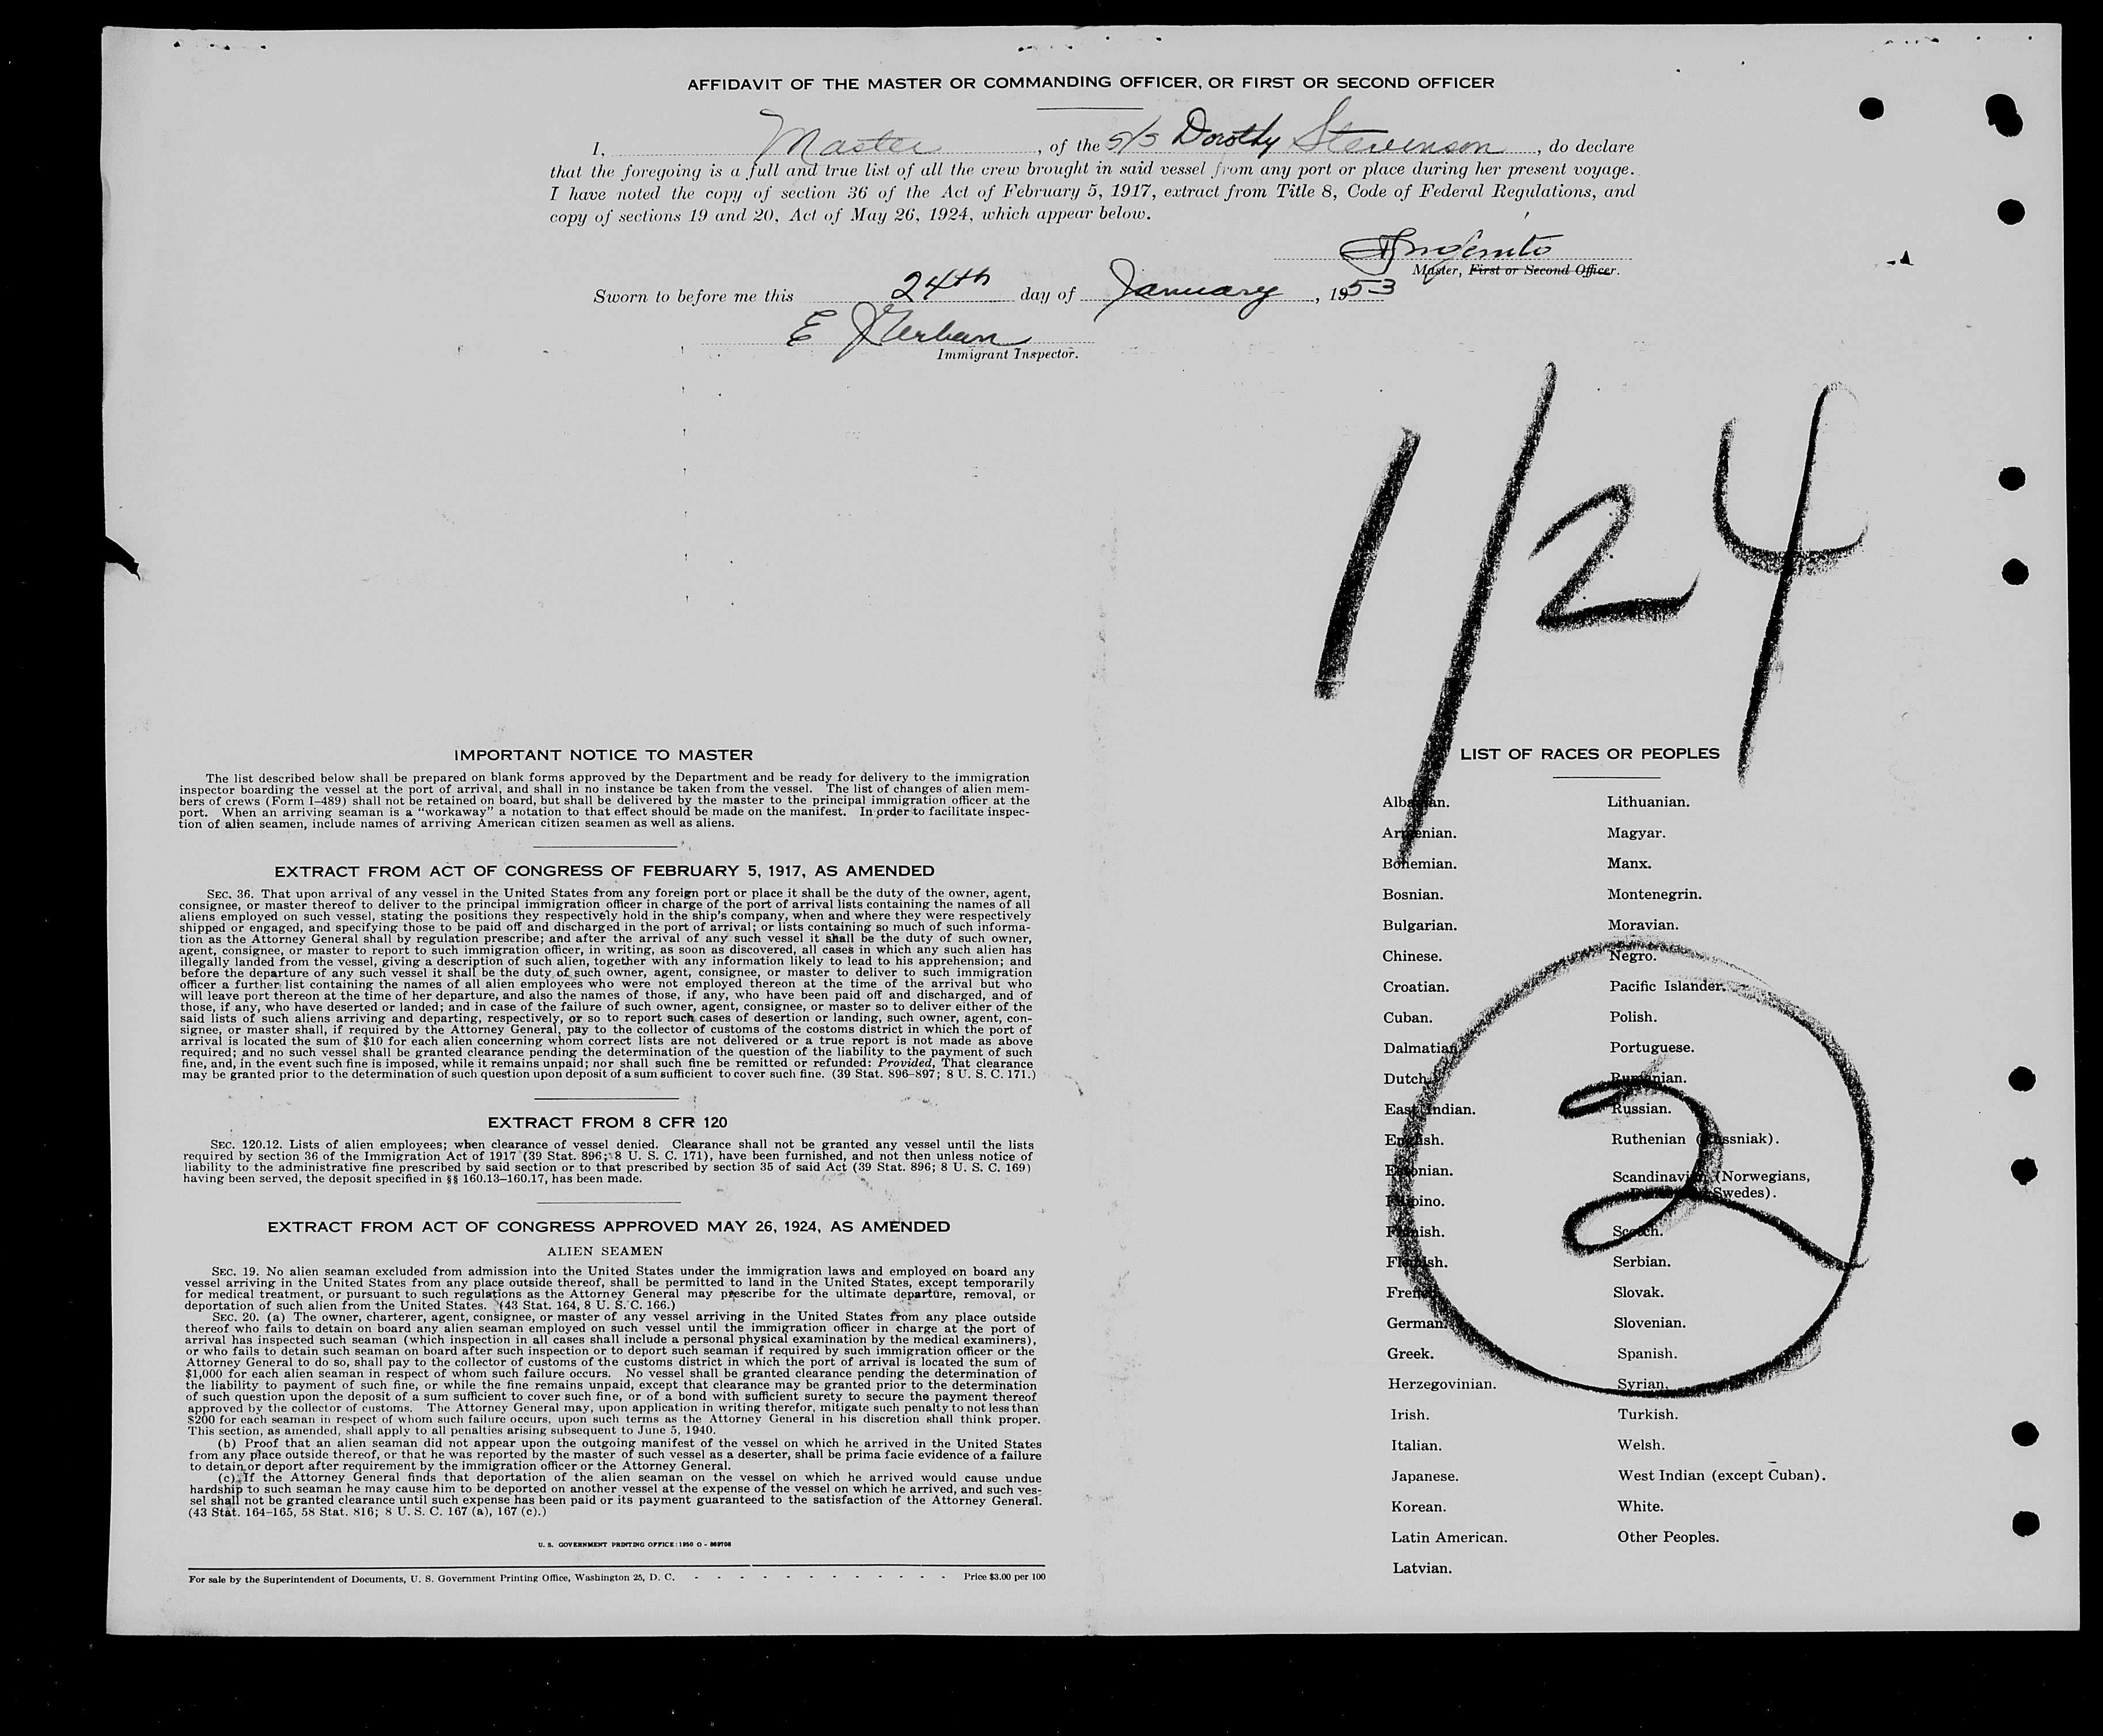 AFFIDAVIT OF THE MASTER OR COMMANDING OFFICER, OR FIRST OR SECOND OFFICER
I, Master, of the S/S Dorothy Stevenson, do declare
that the foregoing is a full and true list of all the crew brought in said vessel from any port or place during her present voyage.
I have noted the copy of section 36 of the Act of February 5, 1917, extract from Title 8, Code of Federal Regulations, and
copy of sections 19 and 20, Act of May 26, 1924, which appear below.
Master, First or Second Officer.
Sworn to before me this 24th day of January, 1953
E
Immigrant Inspector.
1/24
IMPORTANT NOTICE TO MASTER
The list described below shall be prepared on blank forms approved by the Department and be ready for delivery to the immigration
inspector boarding the vessel at the port of arrival, and shall in no instance be taken from the vessel. The list of changes of alien mem-
bers of crews (Form I–489) shall not be retained on board, but shall be delivered by the master to the principal immigration officer at the
port. When an arriving seaman is a "workaway" a notation to that effect should be made on the manifest. In order to facilitate inspec-
tion of alien seamen, include names of arriving American citizen seamen as well as aliens.
EXTRACT FROM ACT OF CONGRESS OF FEBRUARY 5, 1917, AS AMENDED
SEC. 36. That upon arrival of any vessel in the United States from any foreign port or place it shall be the duty of the owner, agent,
consignee, or master thereof to deliver to the principal immigration officer in charge of the port of arrival lists containing the names of all
aliens employed on such vessel, stating the positions they respectively hold in the ship's company, when and where they were respectively
shipped or engaged, and specifying those to be paid off and discharged in the port of arrival; or lists containing so much of such informa-
tion as the Attorney General shall by regulation prescribe; and after the arrival of any such vessel it shall be the duty of such owner,
agent, consignee, or master to report to such immigration officer, in writing, as soon as discovered, all cases in which any such alien has
illegally landed from the vessel, giving a description of such alien, together with any information likely to lead to his apprehension; and
before the departure of any such vessel it shall be the duty of such owner, agent, consignee, or master to deliver to such immigration
officer a further list containing the names of all alien employees who were not employed thereon at the time of the arrival but who
will leave port thereon at the time of her departure, and also the names of those, if any, who have been paid off and discharged, and of
those, if any, who have deserted or landed; and in case of the failure of such owner, agent, consignee, or master so to deliver either of the
said lists of such aliens arriving and departing, respectively, or so to report such cases of desertion or landing, such owner, agent, con-
signee, or master shall, if required by the Attorney General, pay to the collector of customs of the costoms district in which the port of
arrival is located the sum of $10 for each alien concerning whom correct lists are not delivered or a true report is not made as above
required; and no such vessel shall be granted clearance pending the determination of the question of the liability to the payment of such
fine, and, in the event such fine is imposed, while it remains unpaid; nor shall such fine be remitted or refunded: Provided, That clearance
may be granted prior to the determination of such question upon deposit of a sum sufficient to cover such fine. (39 Stat. 896–897; 8 U. S. C. 171.)
EXTRACT FROM 8 CFR 120
SEC. 120.12. Lists of alien employees; when clearance of vessel denied. Clearance shall not be granted any vessel until the lists
required by section 36 of the Immigration Act of 1917 (39 Stat. 896; 8 U. S. C. 171), have been furnished, and not then unless notice of
liability to the administrative fine prescribed by said section or to that prescribed by section 35 of said Act (39 Stat. 896; 8 U. S. C. 169)
having been served, the deposit specified in §§ 160.13–160.17, has been made.
EXTRACT FROM ACT OF CONGRESS APPROVED MAY 26, 1924, AS AMENDED
ALIEN SEAMEN
SEC. 19. No alien seaman excluded from admission into the United States under the immigration laws and employed on board any
vessel arriving in the United States from any place outside thereof, shall be permitted to land in the United States, except temporarily
for medical treatment, or pursuant to such regulations as the Attorney General may prescribe for the ultimate departure, removal, or
deportation of such alien from the United States. (43 Stat. 164, 8 U. S. C. 166.)
SEC. 20. (a) The owner, charterer, agent, consignee, or master of any vessel arriving in the United States from any place outside
thereof who fails to detain on board any alien seaman employed on such vessel until the immigration officer in charge at the port of
arrival has inspected such seaman (which inspection in all cases shall include a personal physical examination by the medical examiners),
or who fails to detain such seaman on board after such inspection or to deport such seaman if required by such immigration officer or the
Attorney General to do so, shall pay to the collector of customs of the customs district in which the port of arrival is located the sum of
$1,000 for each alien seaman in respect of whom such failure occurs. No vessel shall be granted clearance pending the determination of
the liability to payment of such fine, or while the fine remains unpaid, except that clearance may be granted prior to the determination
of such question upon the deposit of a sum sufficient to cover such fine, or of a bond with sufficient surety to secure the payment thereof
approved by the collector of customs. The Attorney General may, upon application in writing therefor, mitigate such penalty to not less than
$200 for each seaman in respect of whom such failure occurs, upon such terms as the Attorney General in his discretion shall think proper.
This section, as amended, shall apply to all penalties arising subsequent to June 5, 1940.
(b) Proof that an alien seaman did not appear upon the outgoing manifest of the vessel on which he arrived in the United States
from any place outside thereof, or that he was reported by the master of such vessel as a deserter, shall be prima facie evidence of a failure
to detain or deport after requirement by the immigration officer or the Attorney General.
(c) If the Attorney General finds that deportation of the alien seaman on the vessel on which he arrived would cause undue
hardship to such seaman he may cause him to be deported on another vessel at the expense of the vessel on which he arrived, and such ves-
sel shall not be granted clearance until such expense has been paid or its payment guaranteed to the satisfaction of the Attorney General.
(43 Stat. 164–165, 58 Stat. 816; 8 U. S. C. 167 (a), 167 (c).)
U. S. GOVERNMENT PRINTING OFFICE: 1950 O - 869708
For sale by the Superintendent of Documents, U. S. Government Printing Office, Washington 25, D. C. - - - - - - - - - - - - Price $3.00 per 100
LIST OF RACES OR PEOPLES
Albanian.
Armenian.
Bohemian.
Bosnian.
Bulgarian.
Chinese.
Croatian.
Cuban.
Dalmatian.
Dutch.
East Indian.
English.
Estonian.
Filipino.
Finnish.
Flemish.
French.
German.
Greek.
Herzegovinian.
Irish.
Italian.
Japanese.
Korean.
Latin American.
Latvian.
Lithuanian.
Magyar.
Manx.
Montenegrin.
Moravian.
Negro.
Pacific Islander.
Polish.
Portuguese.
Rumanian.
Russian.
Ruthenian (Russniak).
Scandinavian (Norwegians,
Swedes).
Scotch.
Serbian.
Slovak.
Slovenian.
Spanish.
Syrian.
Turkish.
Welsh.
West Indian (except Cuban).
White.
Other Peoples.
2